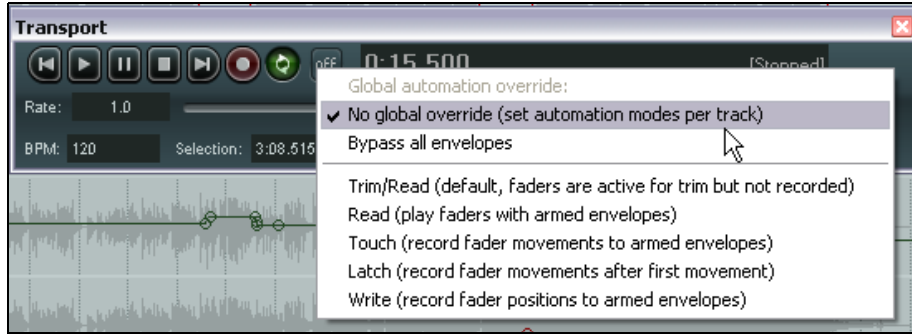 Transport
off 0:15.500 [Stopped]
Global automation override:
Rate: 1.0
No global override (set automation modes per track)
BPM: 120 Selection: 3:08.515
Bypass all envelopes
Trim/Read (default, faders are active for trim but not recorded)
Read (play faders with armed envelopes)
Touch (record fader movements to armed envelopes)
Latch (record fader movements after first movement)
Write (record fader positions to armed envelopes)